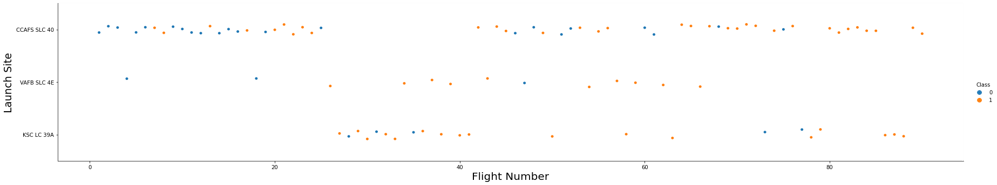 Launch Site
CCAFS SLC 40
VAFB SLC 4E
KSC LC 39A
0
20
40
60
80
Flight Number
Class
0
1